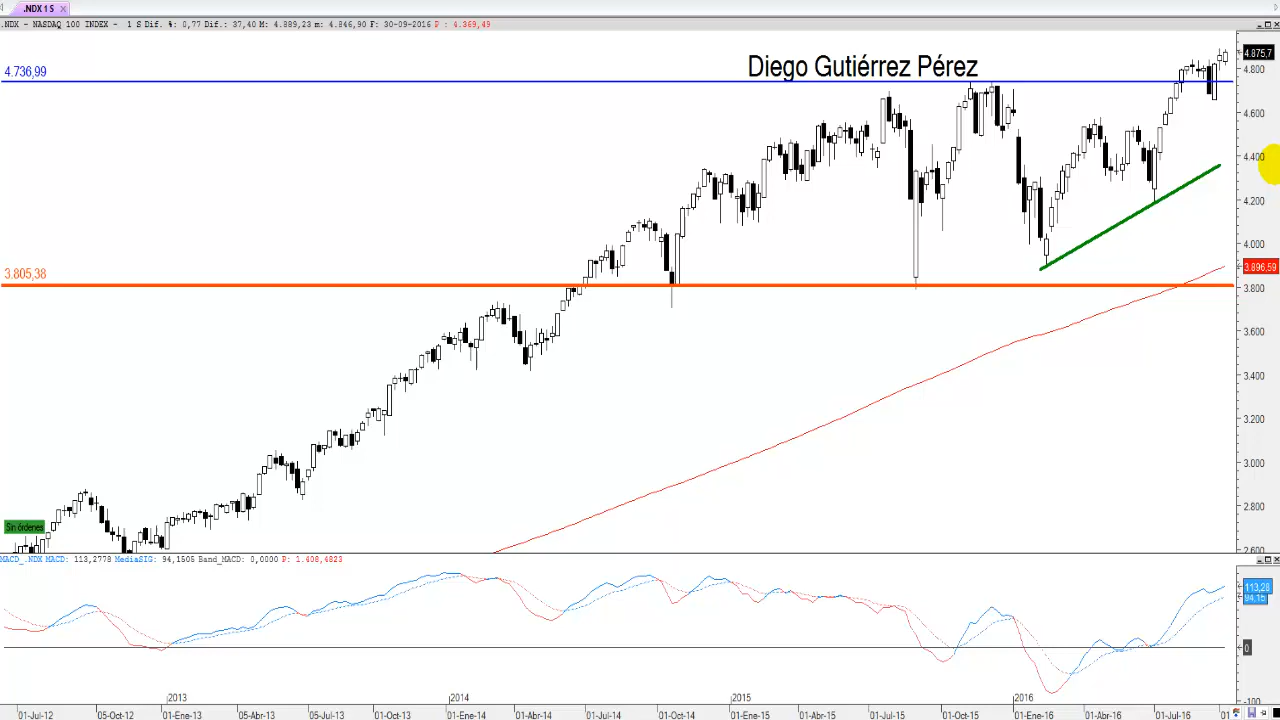 .NDX 1 S X
.NDX - NASDAQ 100 INDEX - 1 S Dif. %: 0,77 Dif.: 37,40 M: 4.889,23 m: 4.846,90 F: 30-09-2016 P : 4.369,49
Diego Gutiérrez Pérez
4.736,99
3.805,38
4.875,7
4.800
4.600
4.400
4.200
4.000
3.896,59
3.800
3.600
3.400
3.200
3.000
2.800
2.600
Sin órdenes
MACD_.NDX MACD: 113,2778 MediaSIG: 94,1505 Band_MACD: 0,0000 P: 1.408,4823
113,28
94,15
0
-100
2013
2014
2015
2016
01-Jul-12
05-Oct-12
01-Ene-13
05-Abr-13
05-Jul-13
01-Oct-13
01-Ene-14
01-Jul-14
01-Oct-14
01-Ene-15
01-Abr-15
01-Jul-15
01-Oct-15
01-Ene-16
01-Abr-16
01-Jul-16